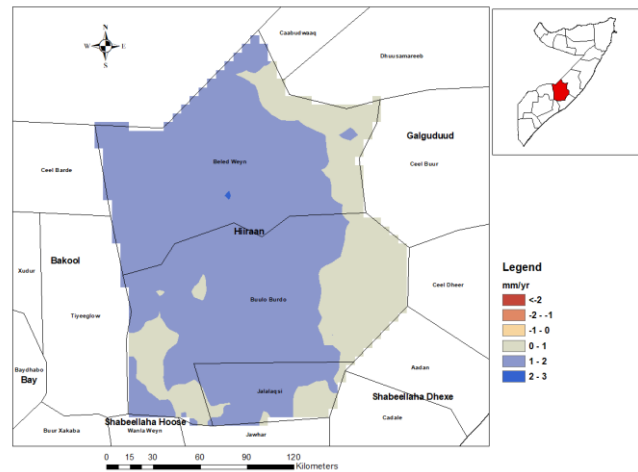 N
W E
S
Caabudwaaq
Dhuusamareeb
Galguduud
Ceel Barde
Beled Weyn
Ceel Buur
Hiiraan
Bakool
Xudur
Tiyeeglow
Buulo Burdo
Ceel Dheer
Baydhabo
Bay
Jalalaqsi
Aadan
Shabeellaha Dhexe
Shabeellaha Hoose
Cadale
Buur Xakaba
Wanla Weyn
Jawhar
Legend
mm/yr
<-2
-2 - -1
-1 - 0
0 - 1
1 - 2
2 - 3
0 15 30 60 90 120
Kilometers